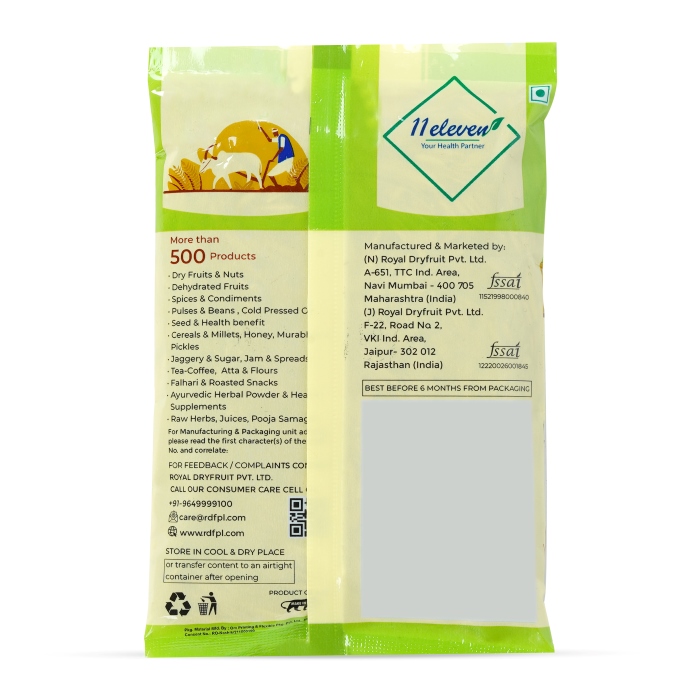 More than
500 Products
• Dry Fruits & Nuts
• Dehydrated Fruits
• Spices & Condiments
• Pulses & Beans , Cold Pressed
• Seed & Health benefit
• Cereals & Millets, Honey,
Pickles
• Jaggery & Sugar, Jam & Spreads
• Tea-Coffee, Atta & Flours
• Falhari & Roasted Snacks
• Ayurvedic Herbal Powder &
Supplements
• Raw Herbs, Juices, Pooja
For Manufacturing & Packaging unit
please read the first character(s) of the
No. and correlate:
FOR FEEDBACK / COMPLAINTS
ROYAL DRYFRUIT PVT. LTD.
CALL OUR CONSUMER CARE CELL
+91-9649999100
care@rdfpl.com
www.rdfpl.com
STORE IN COOL & DRY PLACE
or transfer content to an airtight
container after opening
PRODUCT
11 eleven
Your Health Partner
Manufactured & Marketed by:
(N) Royal Dryfruit Pvt. Ltd.
A-651, TTC Ind. Area,
Navi Mumbai - 400 705 fssai
Maharashtra (India) 11521998000840
(J) Royal Dryfruit Pvt. Ltd.
F-22, Road No. 2,
VKI Ind. Area,
Jaipur- 302 012 fssai
Rajasthan (India) 12220026001845
BEST BEFORE 6 MONTHS FROM PACKAGING